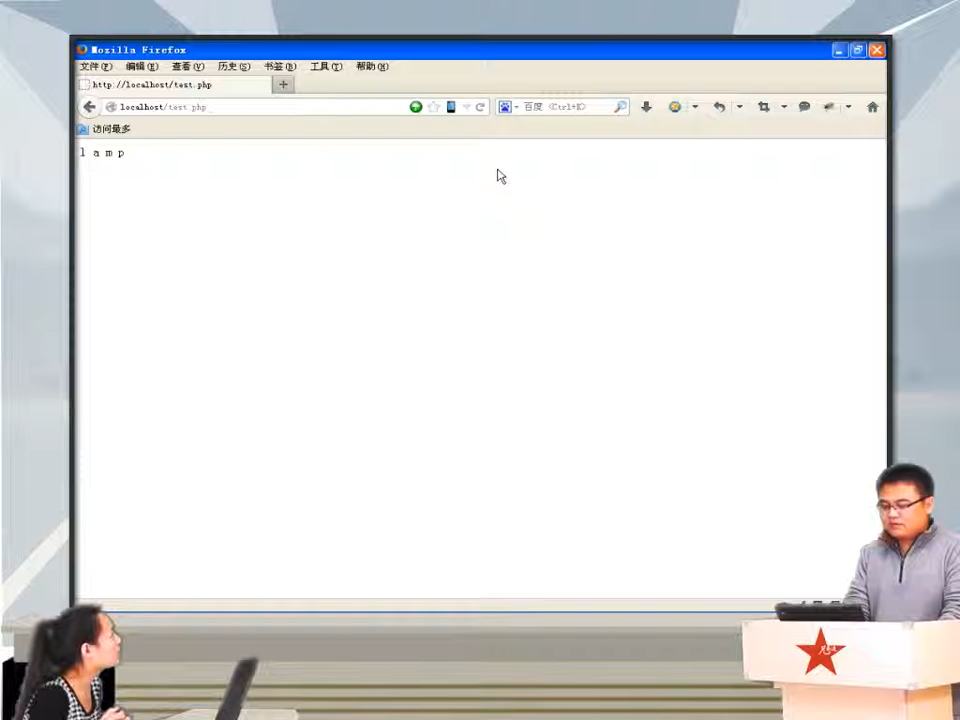 Mozilla Firefox
文件(F) 编辑(E) 查看(V) 历史(S) 书签(B) 工具(T) 帮助(H)
http://localhost/test.php
localhost/test.php
百度 <Ctrl+K>
访问最多
l a m p